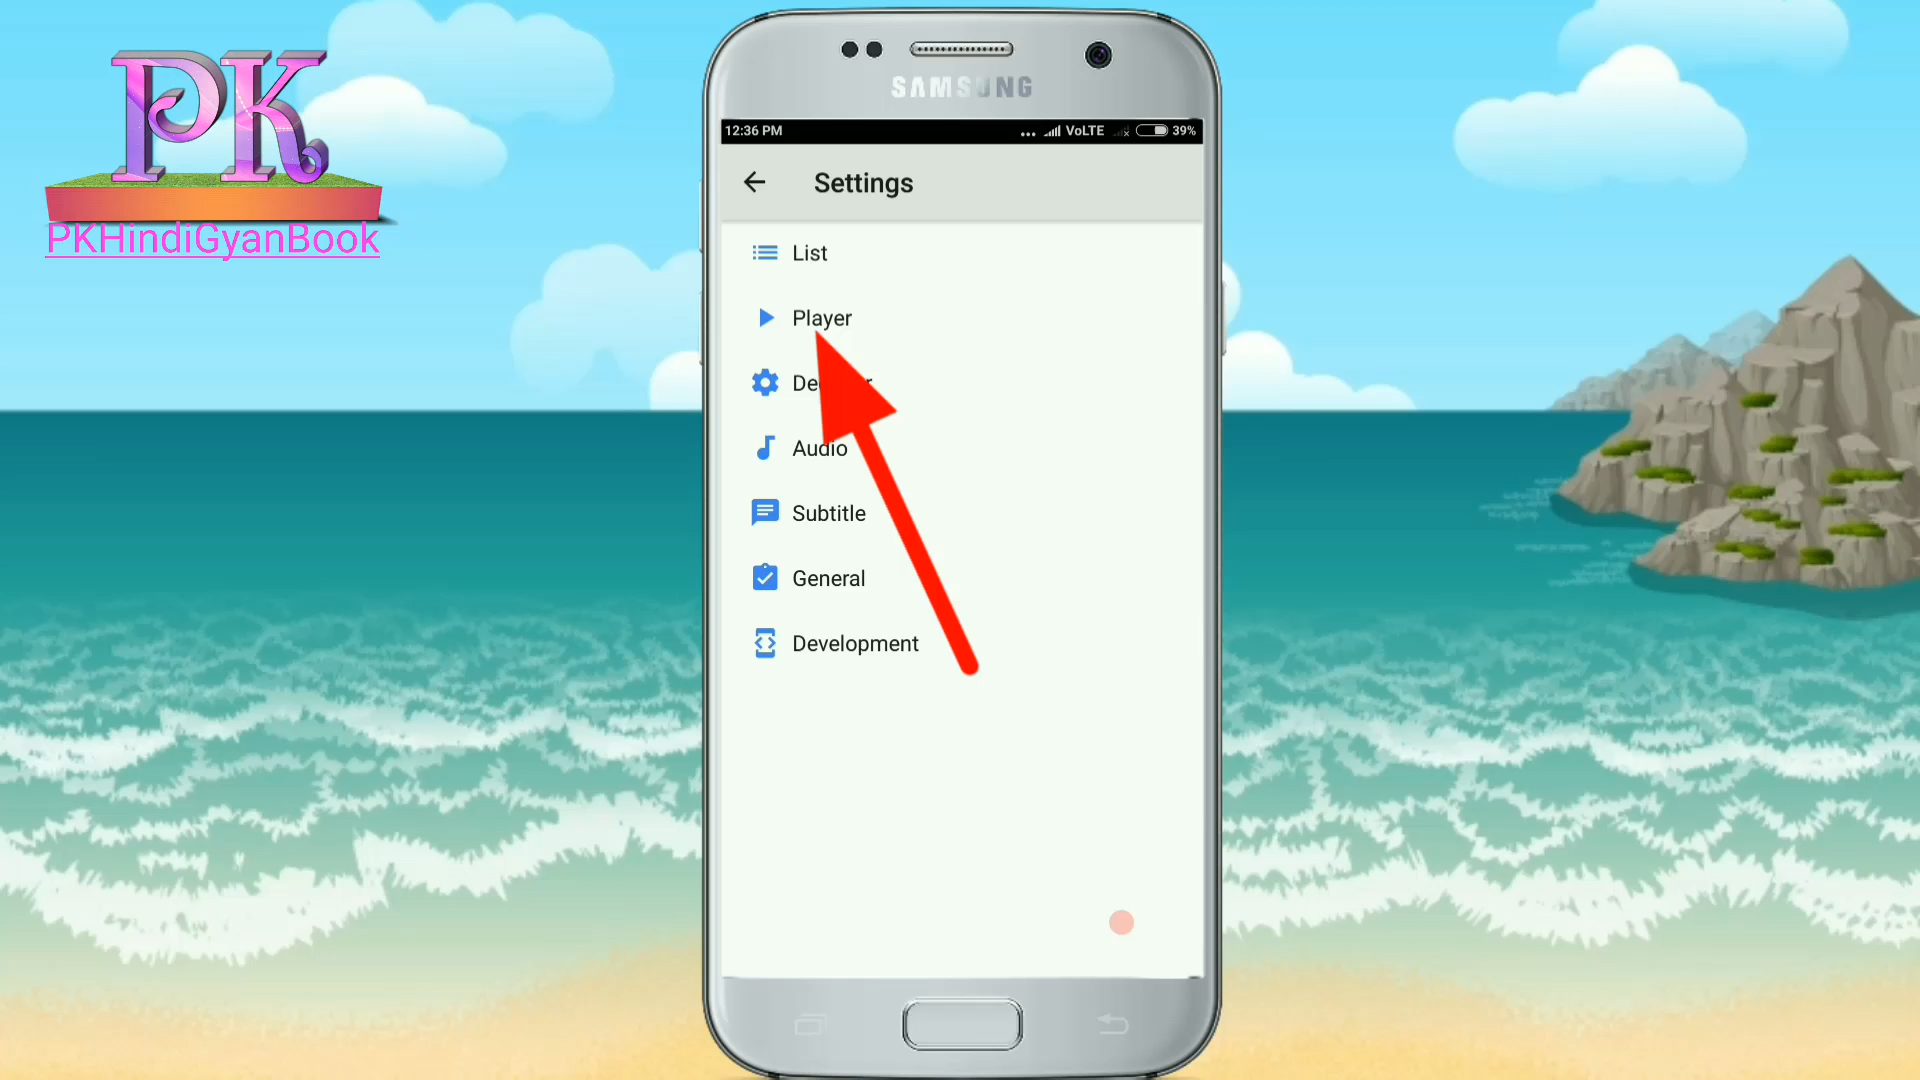 PK
PKHindiGyanBook
SAMSUNG
12:36 PM
VoLTE
39%
Settings
List
Player
Audio
Subtitle
General
Development